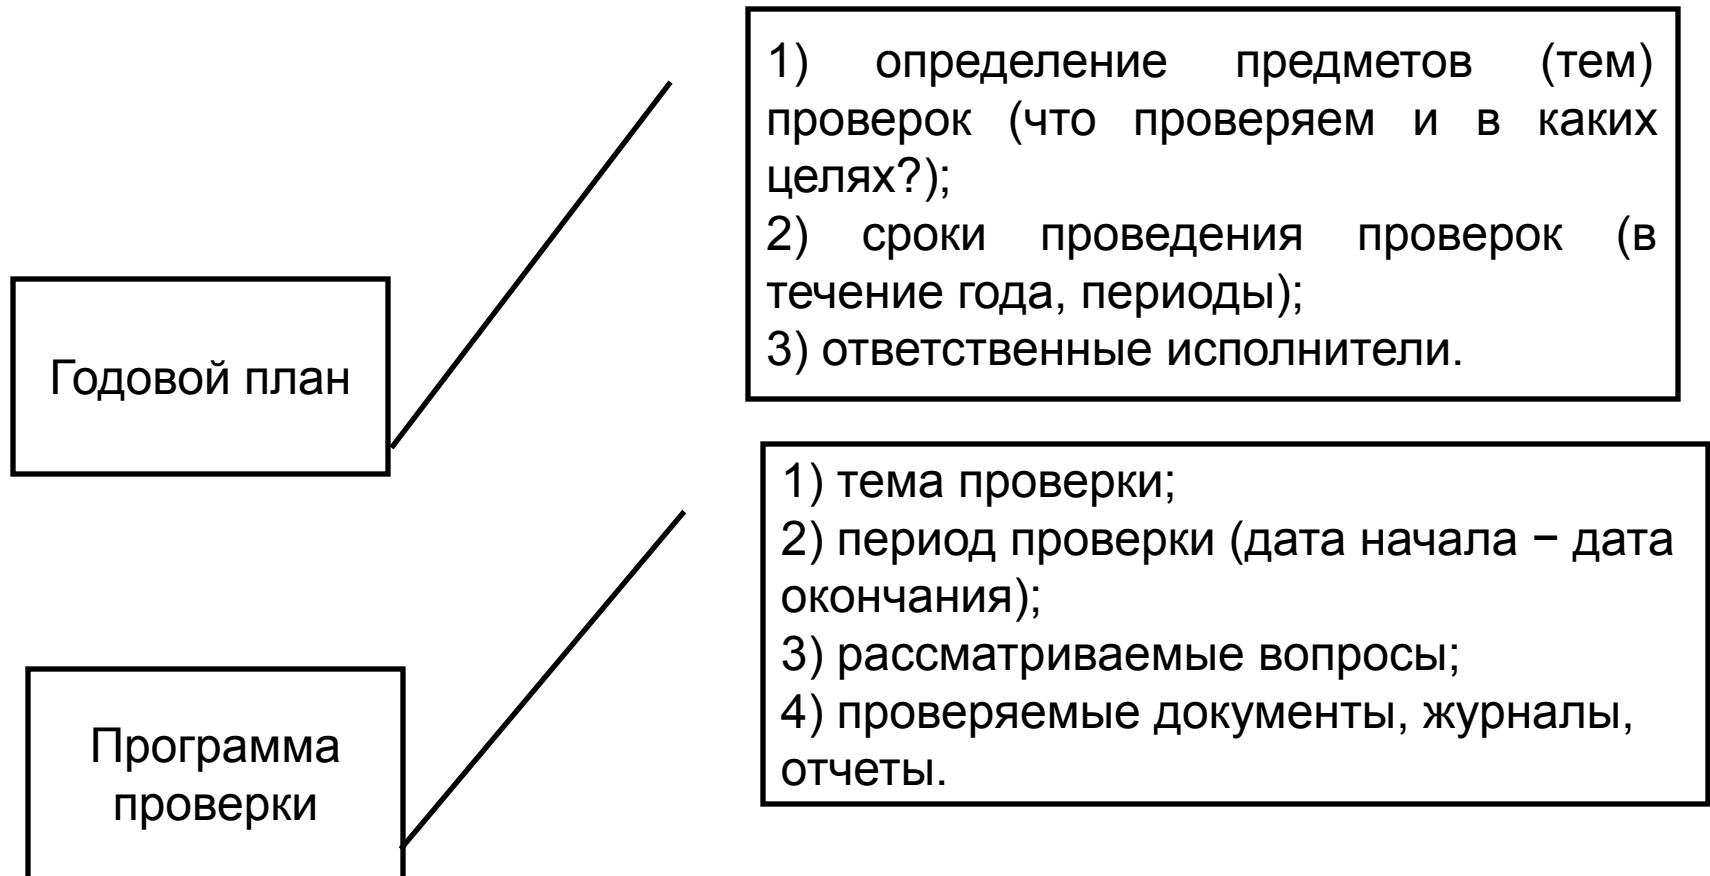 1) определение предметов (тем)
проверок (что проверяем и в каких
целях?);
2) сроки проведения проверок (в
течение года, периоды);
3) ответственные исполнители.
Годовой план
1) тема проверки;
2) период проверки (дата начала − дата
окончания);
3) рассматриваемые вопросы;
4) проверяемые документы, журналы,
отчеты.
Программа
проверки